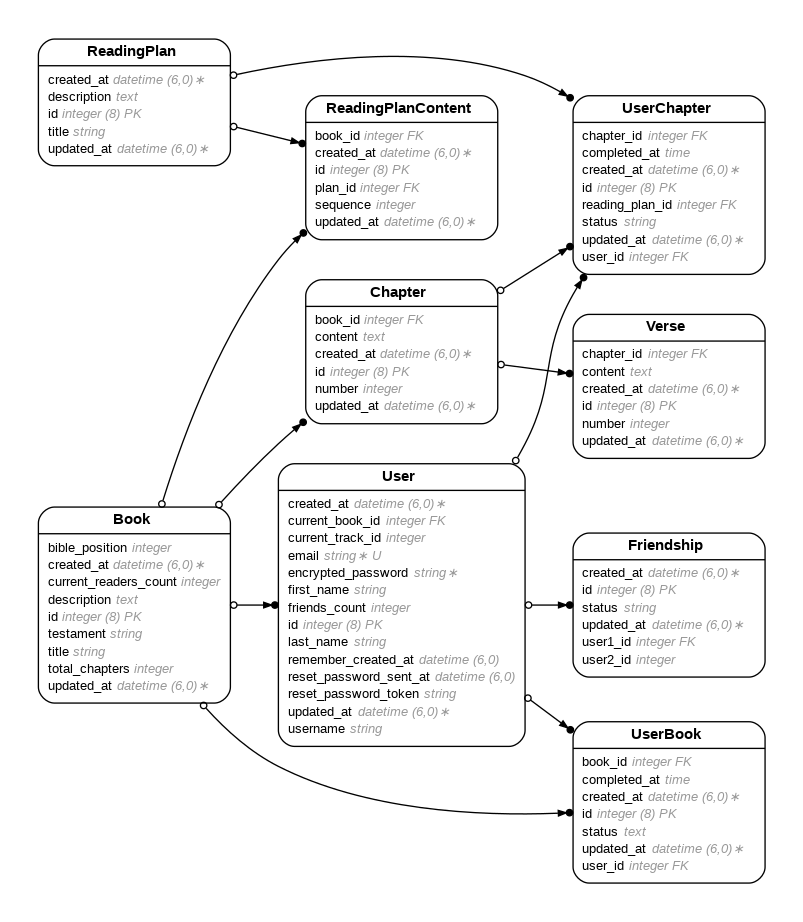 ReadingPlan
created_at datetime (6,0)∗
description text
id integer (8) PK
title string
updated_at datetime (6,0)∗
ReadingPlanContent
book_id integer FK
created_at datetime (6,0)∗
id integer (8) PK
plan_id integer FK
sequence integer
updated_at datetime (6,0)∗
UserChapter
chapter_id integer FK
completed_at time
created_at datetime (6,0)∗
id integer (8) PK
reading_plan_id integer FK
status string
updated_at datetime (6,0)∗
user_id integer FK
Chapter
book_id integer FK
content text
created_at datetime (6,0)∗
id integer (8) PK
number integer
updated_at datetime (6,0)∗
Verse
chapter_id integer FK
content text
created_at datetime (6,0)∗
id integer (8) PK
number integer
updated_at datetime (6,0)∗
Book
bible_position integer
created_at datetime (6,0)∗
current_readers_count integer
description text
id integer (8) PK
testament string
title string
total_chapters integer
updated_at datetime (6,0)∗
User
created_at datetime (6,0)∗
current_book_id integer FK
current_track_id integer
email string∗ U
encrypted_password string∗
first_name string
friends_count integer
id integer (8) PK
last_name string
remember_created_at datetime (6,0)
reset_password_sent_at datetime (6,0)
reset_password_token string
updated_at datetime (6,0)∗
username string
Friendship
created_at datetime (6,0)∗
id integer (8) PK
status string
updated_at datetime (6,0)∗
user1_id integer FK
user2_id integer
UserBook
book_id integer FK
completed_at time
created_at datetime (6,0)∗
id integer (8) PK
status text
updated_at datetime (6,0)∗
user_id integer FK